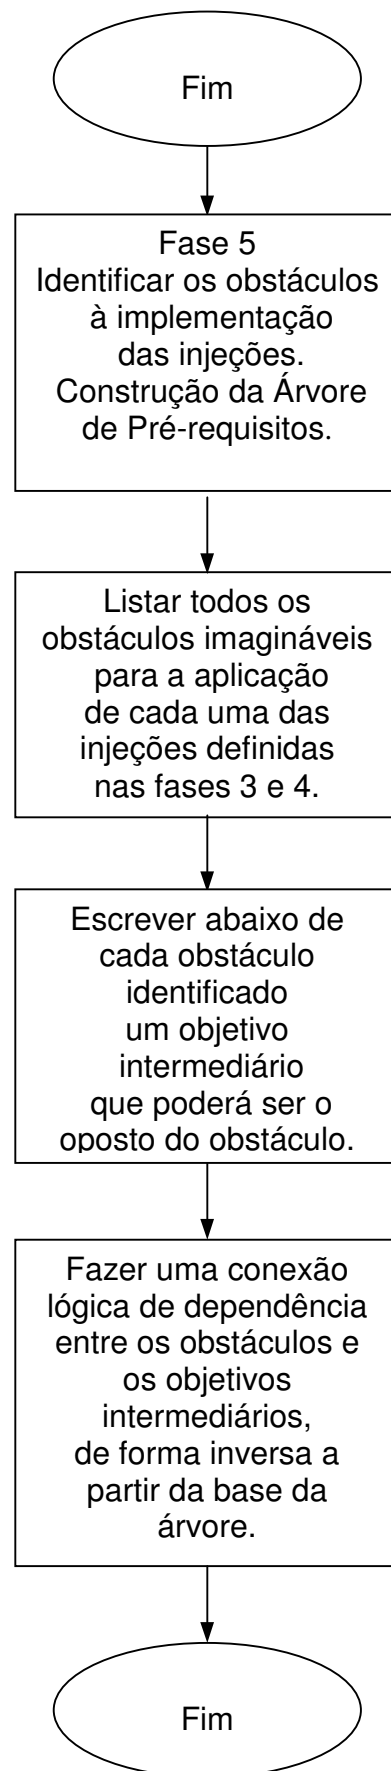 Fim
Fase 5
Identificar os obstáculos
à implementação
das injeções.
Construção da Árvore
de Pré-requisitos.
Listar todos os
obstáculos imagináveis
para a aplicação
de cada uma das
injeções definidas
nas fases 3 e 4.
Escrever abaixo de
cada obstáculo
identificado
um objetivo
intermediário
que poderá ser o
oposto do obstáculo.
Fazer uma conexão
lógica de dependência
entre os obstáculos e
os objetivos
intermediários,
de forma inversa a
partir da base da
árvore.
Fim